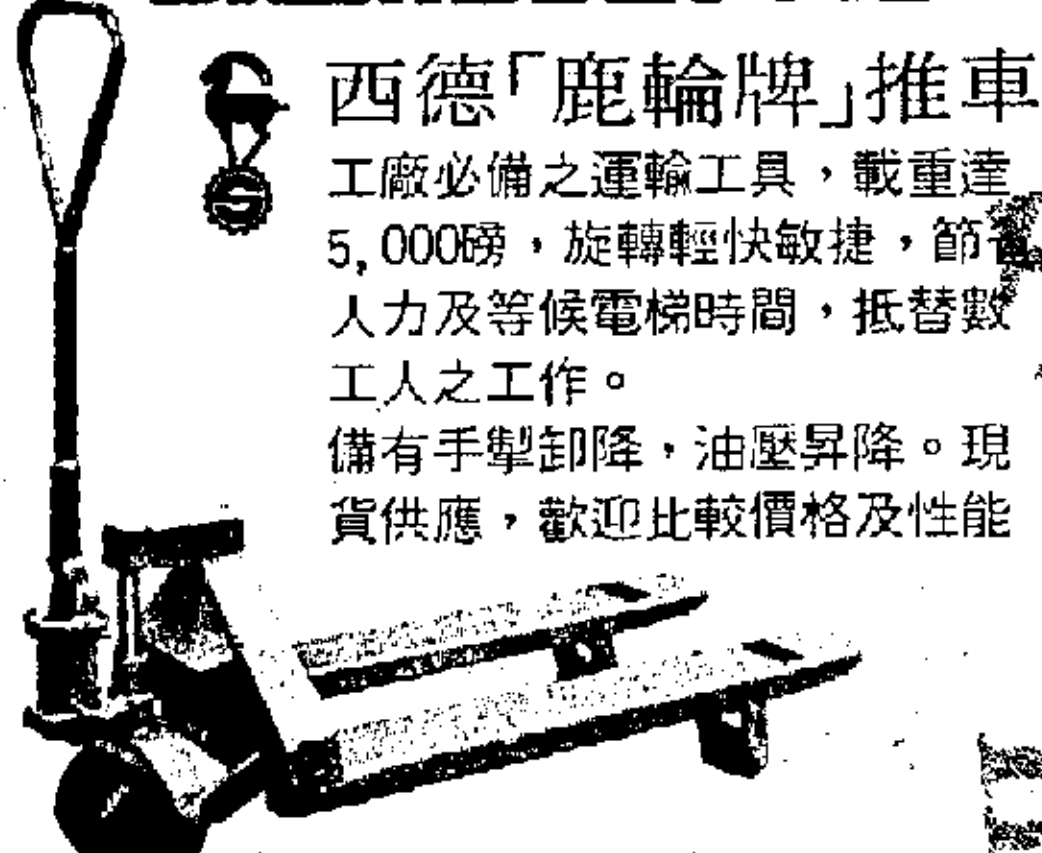 西德「鹿輪牌」推車
工廠必備之運輸工具，載重達
5,000磅，旋轉輕快敏捷，節省
人力及等候電梯時間，抵替數
工人之工作。
備有手掣卸降，油壓昇降。現
貨供應，歡迎比較價格及性能